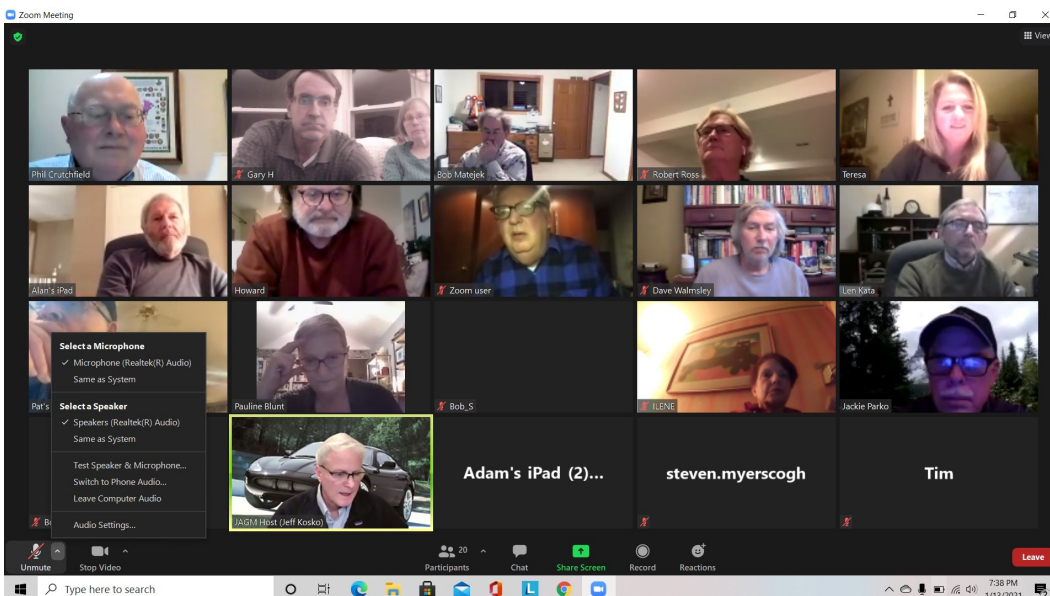 Zoom Meeting
View
Phil Crutchfield
Gary H
Bob Matejek
Robert Ross
Teresa
Alan's iPad
Howard
Zoom user
Dave Walmsley
Len Kata
Pat's
Pauline Blunt
Bob_S
ILENE
Jackie Parko
Select a Microphone
Microphone (Realtek(R) Audio)
Same as System
Select a Speaker
Speakers (Realtek(R) Audio)
Same as System
Test Speaker & Microphone...
Switch to Phone Audio...
Leave Computer Audio
Audio Settings...
JAGM Host (Jeff Kosko)
Adam's iPad (2)...
steven.myerscogh
Tim
Unmute
Stop Video
20
Participants
Chat
Share Screen
Record
Reactions
Leave
Type here to search
7:38 PM
1/13/2021